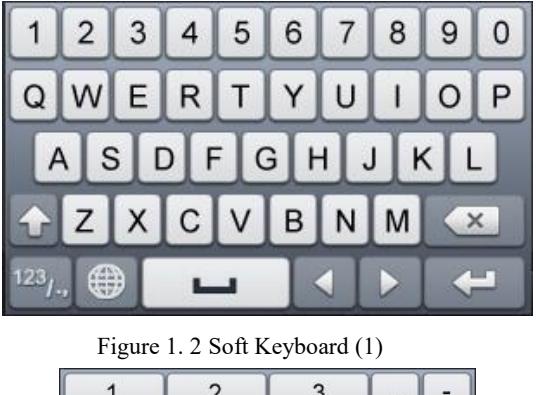 1 2 3 4 5 6 7 8 9 0
Q W E R T Y U I O P
A S D F G H J K L
Z X C V B N M
123/.,
Figure 1. 2 Soft Keyboard (1)
1 2 3 -